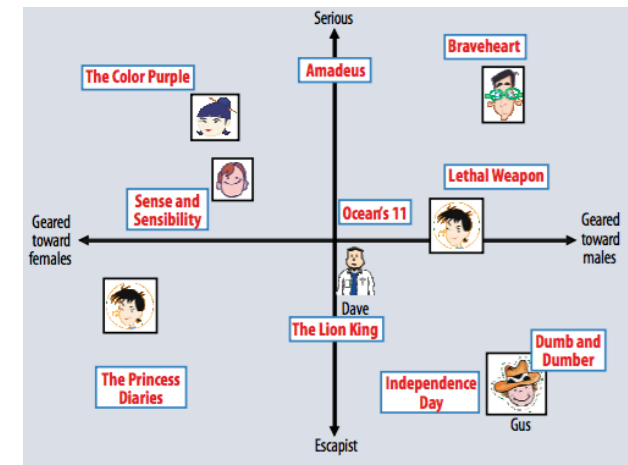 Serious
Braveheart
Amadeus
The Color Purple
Lethal Weapon
Sense and
Sensibility
Ocean's 11
Geared
toward
females
Geared
toward
males
Dave
The Lion King
Dumb and
Dumber
The Princess
Diaries
Independence
Day
Gus
Escapist